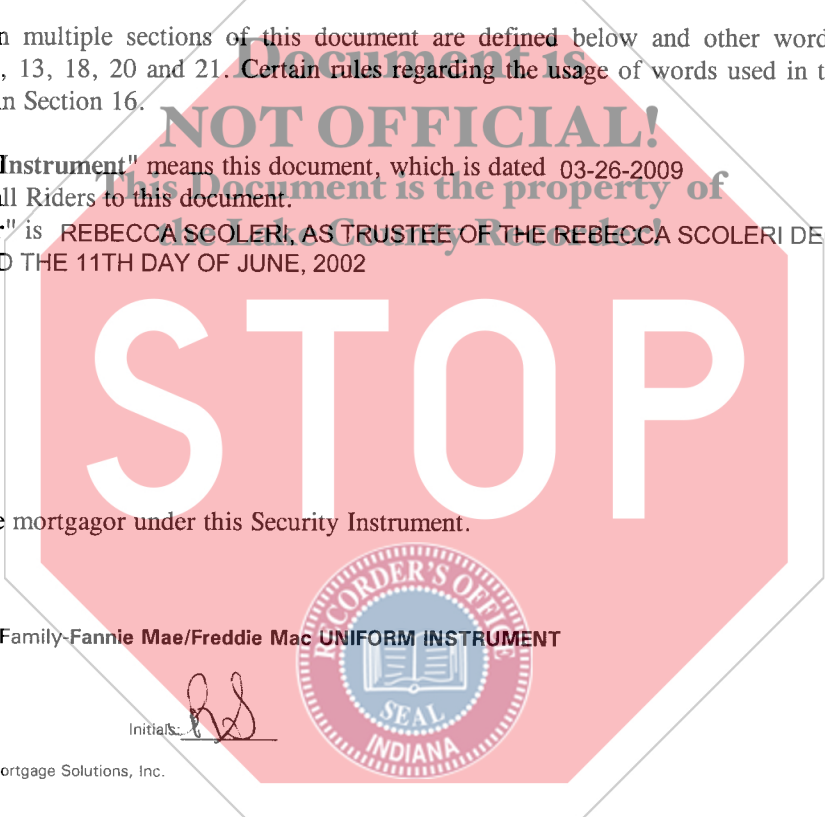 n multiple sections of this document are defined below and other word
, 13, 18, 20 and 21. Certain rules regarding the usage of words used in t
n Section 16.
Document is
NOT OFFICIAL!
This Document is the property of
the Lake County Recorder!
Instrument" means this document, which is dated 03-26-2009
ll Riders to this document.
" is REBECCA SCOLERI, AS TRUSTEE OF THE REBECCA SCOLERI DE
D THE 11TH DAY OF JUNE, 2002
STOP
e mortgagor under this Security Instrument.
Family-Fannie Mae/Freddie Mac UNIFORM INSTRUMENT
RECORDER'S OFFICE
SEAL
INDIANA
Initials: RS
ortgage Solutions, Inc.